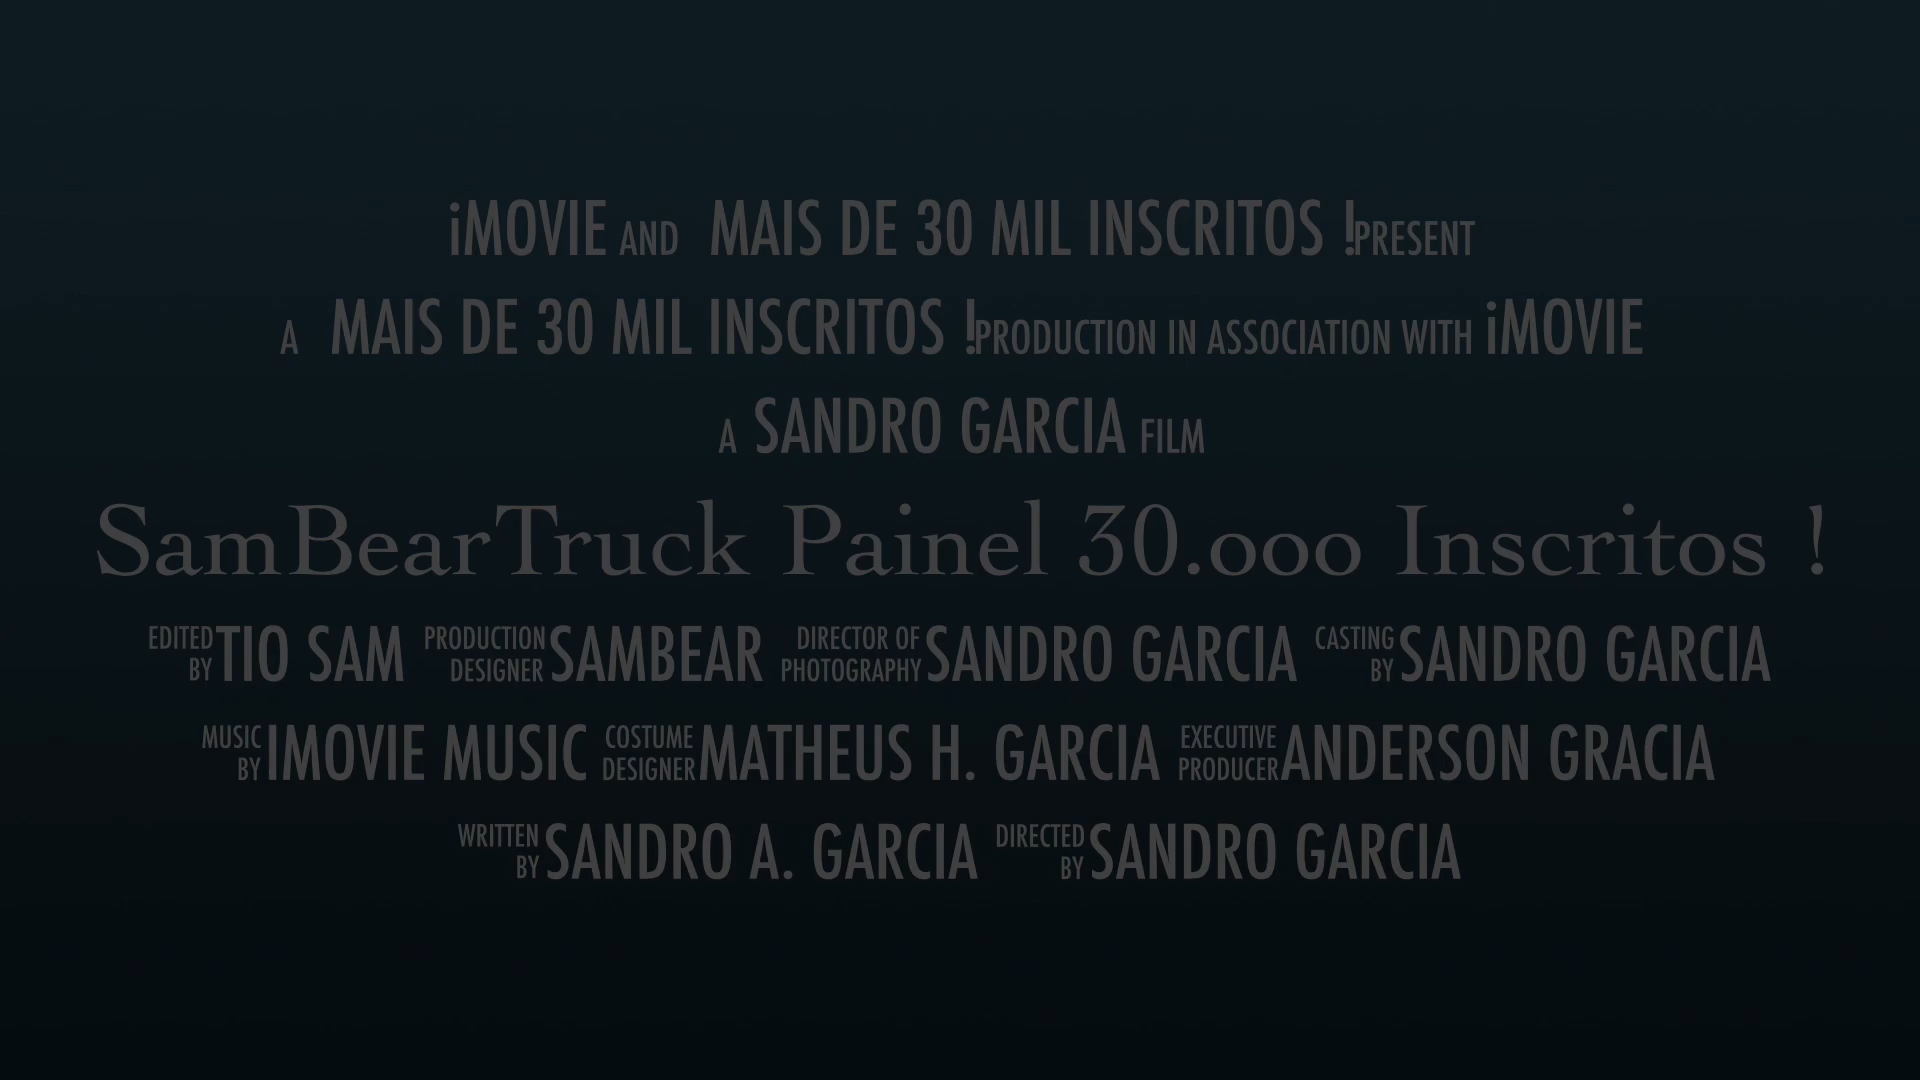 iMOVIE AND MAIS DE 30 MIL INSCRITOS !PRESENT
A MAIS DE 30 MIL INSCRITOS !PRODUCTION IN ASSOCIATION WITH iMOVIE
A SANDRO GARCIA FILM
SamBearTruck Painel 30.000 Inscritos !
EDITED BY TIO SAM PRODUCTION DESIGNER SAMBEAR DIRECTOR OF PHOTOGRAPHY SANDRO GARCIA CASTING BY SANDRO GARCIA
MUSIC BY IMOVIE MUSIC COSTUME DESIGNER MATHEUS H. GARCIA EXECUTIVE PRODUCER ANDERSON GRACIA
WRITTEN BY SANDRO A. GARCIA DIRECTED BY SANDRO GARCIA